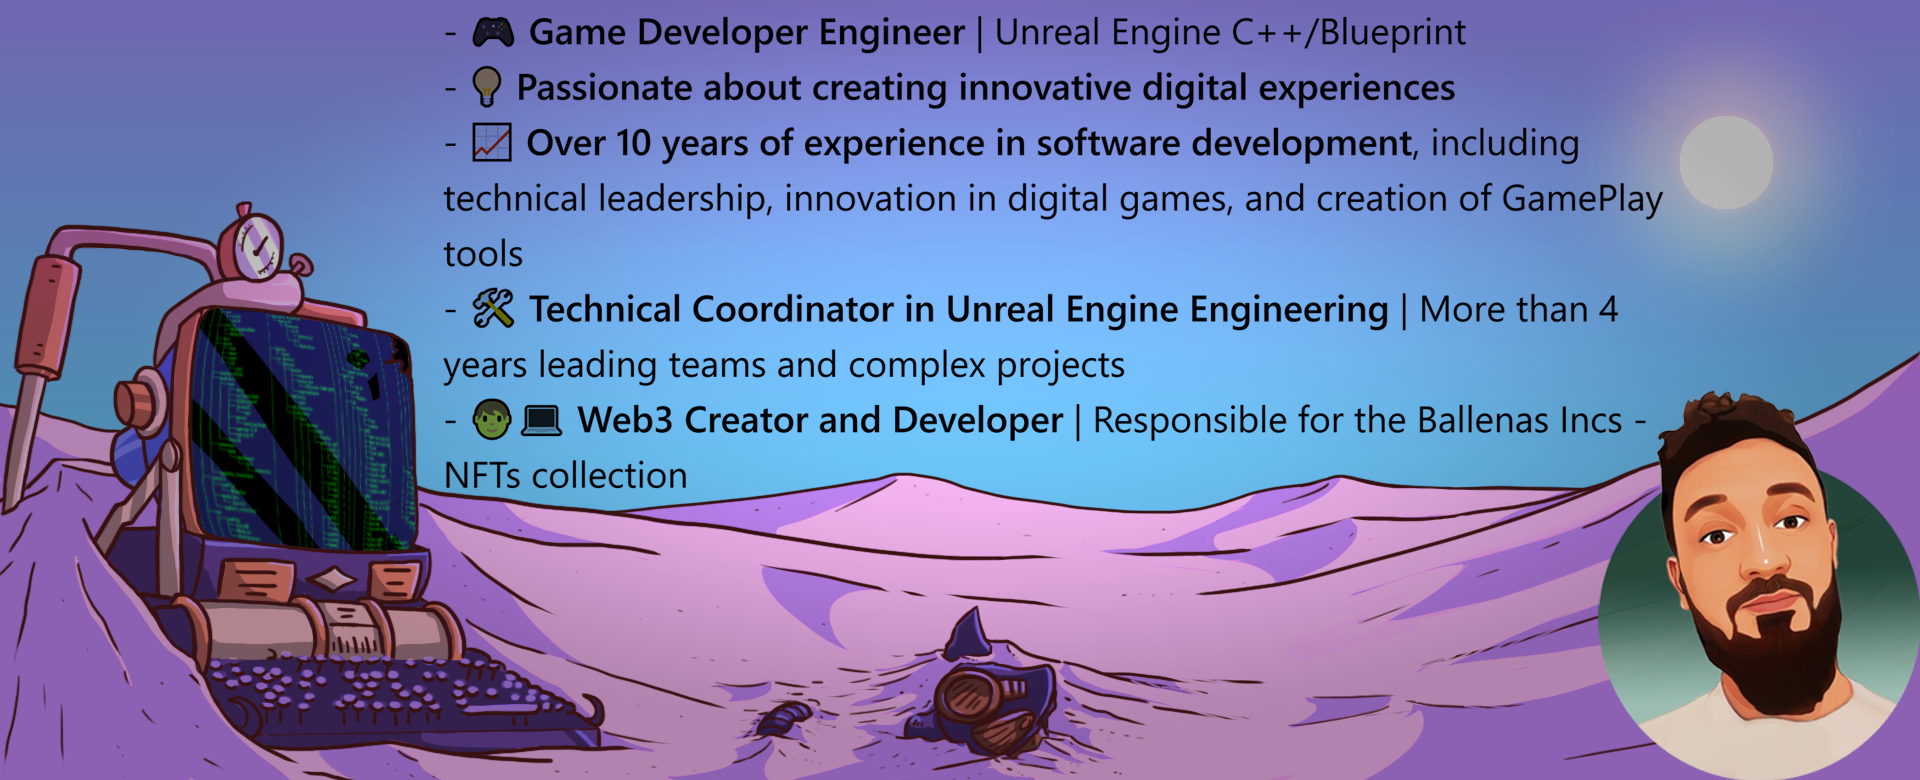 - 🎮 Game Developer Engineer | Unreal Engine C++/Blueprint
- 💡 Passionate about creating innovative digital experiences
- 📈 Over 10 years of experience in software development, including
technical leadership, innovation in digital games, and creation of GamePlay
tools
- 🛠 Technical Coordinator in Unreal Engine Engineering | More than 4
years leading teams and complex projects
- 🧑💻 Web3 Creator and Developer | Responsible for the Ballenas Incs -
NFTs collection